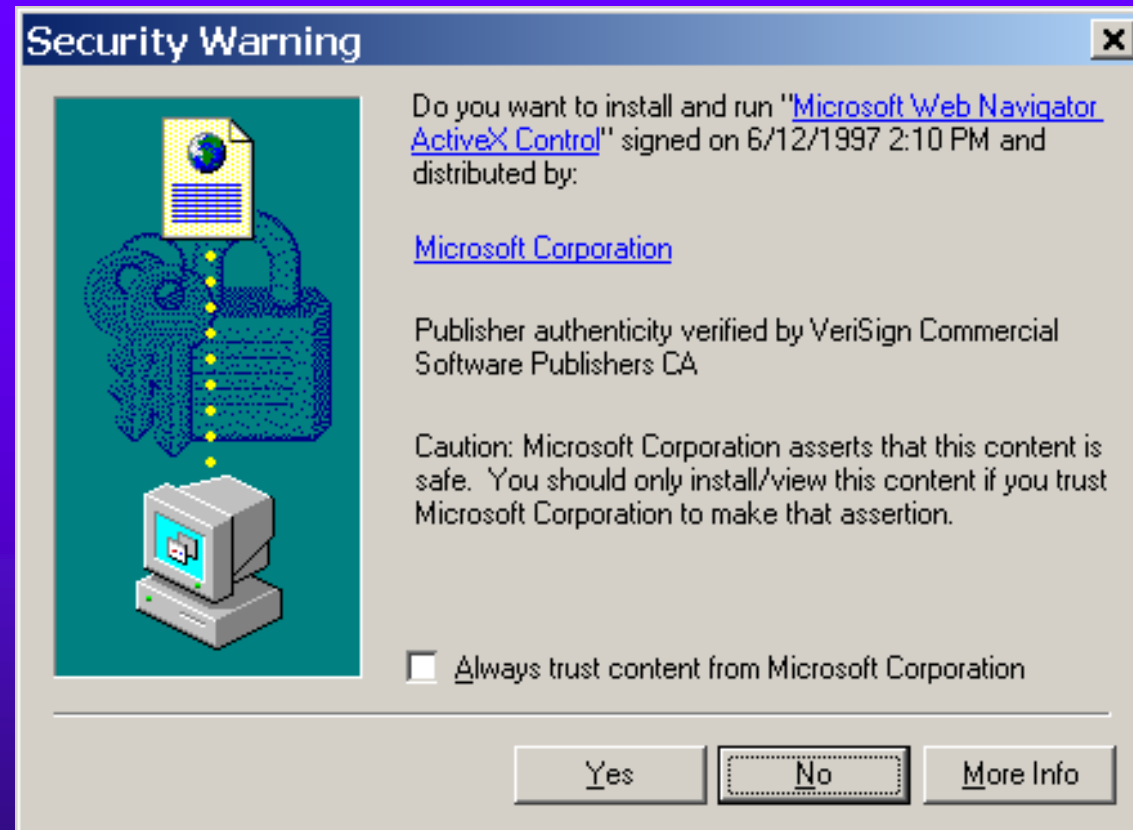 Security Warning
Do you want to install and run "Microsoft Web Navigator
ActiveX Control" signed on 6/12/1997 2:10 PM and
distributed by:
Microsoft Corporation
Publisher authenticity verified by VeriSign Commercial
Software Publishers CA
Caution: Microsoft Corporation asserts that this content is
safe.  You should only install/view this content if you trust
Microsoft Corporation to make that assertion.
Always trust content from Microsoft Corporation
Yes No More Info